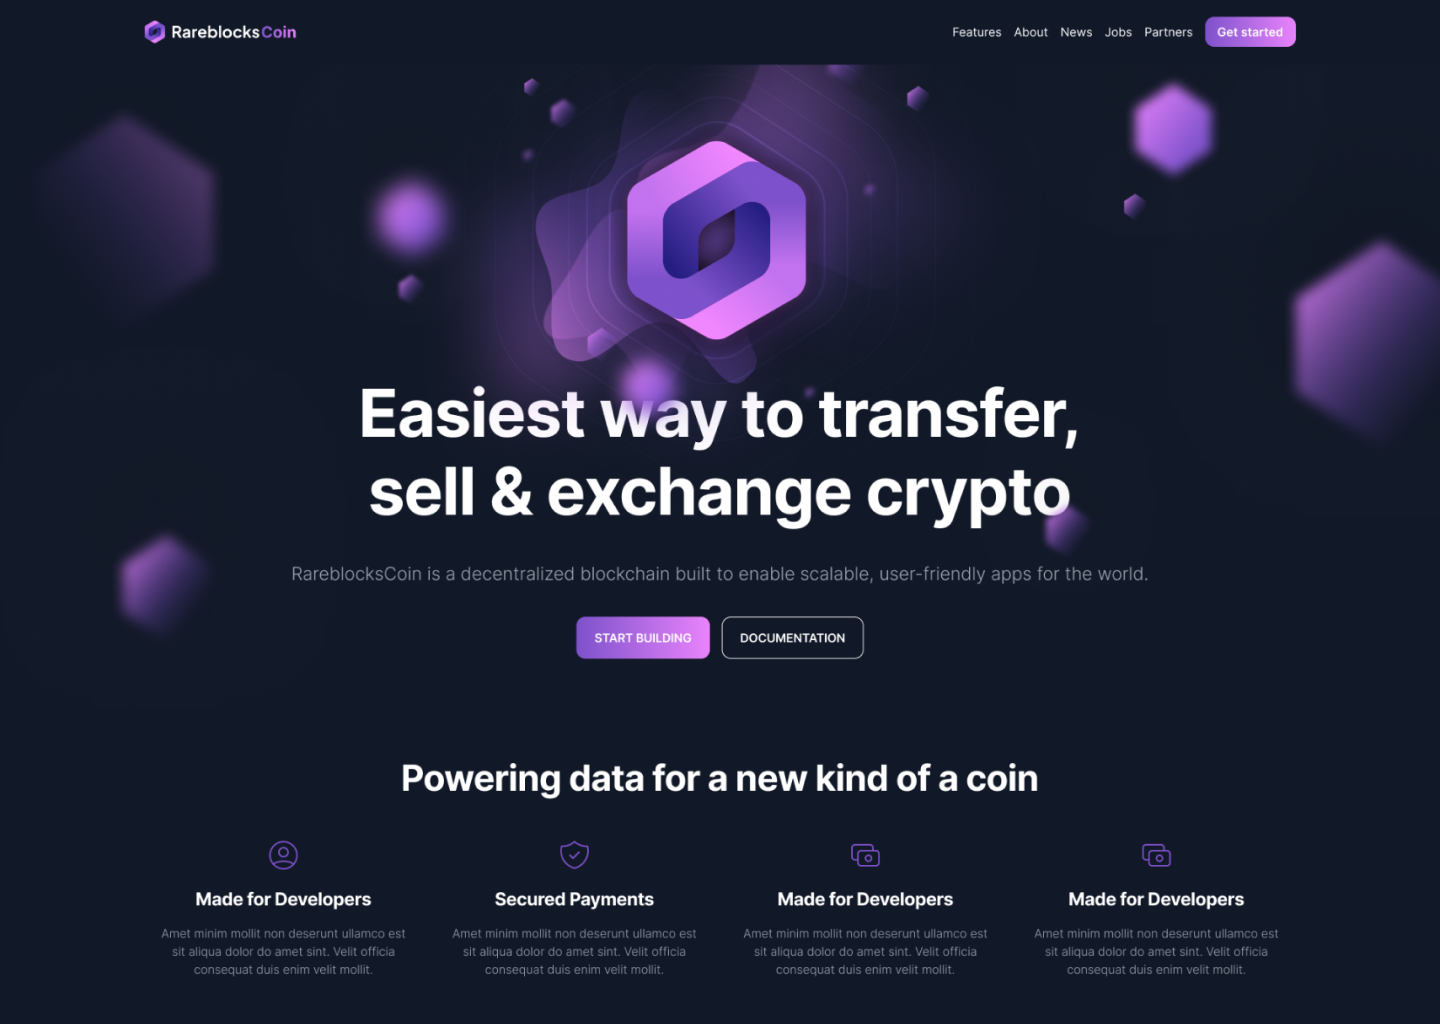 RareblocksCoin
Features About News Jobs Partners Get started
Easiest way to transfer,
sell & exchange crypto
RareblocksCoin is a decentralized blockchain built to enable scalable, user-friendly apps for the world.
START BUILDING DOCUMENTATION
Powering data for a new kind of a coin
Made for Developers
Amet minim mollit non deserunt ullamco est
sit aliqua dolor do amet sint. Velit officia
consequat duis enim velit mollit.
Secured Payments
Amet minim mollit non deserunt ullamco est
sit aliqua dolor do amet sint. Velit officia
consequat duis enim velit mollit.
Made for Developers
Amet minim mollit non deserunt ullamco est
sit aliqua dolor do amet sint. Velit officia
consequat duis enim velit mollit.
Made for Developers
Amet minim mollit non deserunt ullamco est
sit aliqua dolor do amet sint. Velit officia
consequat duis enim velit mollit.